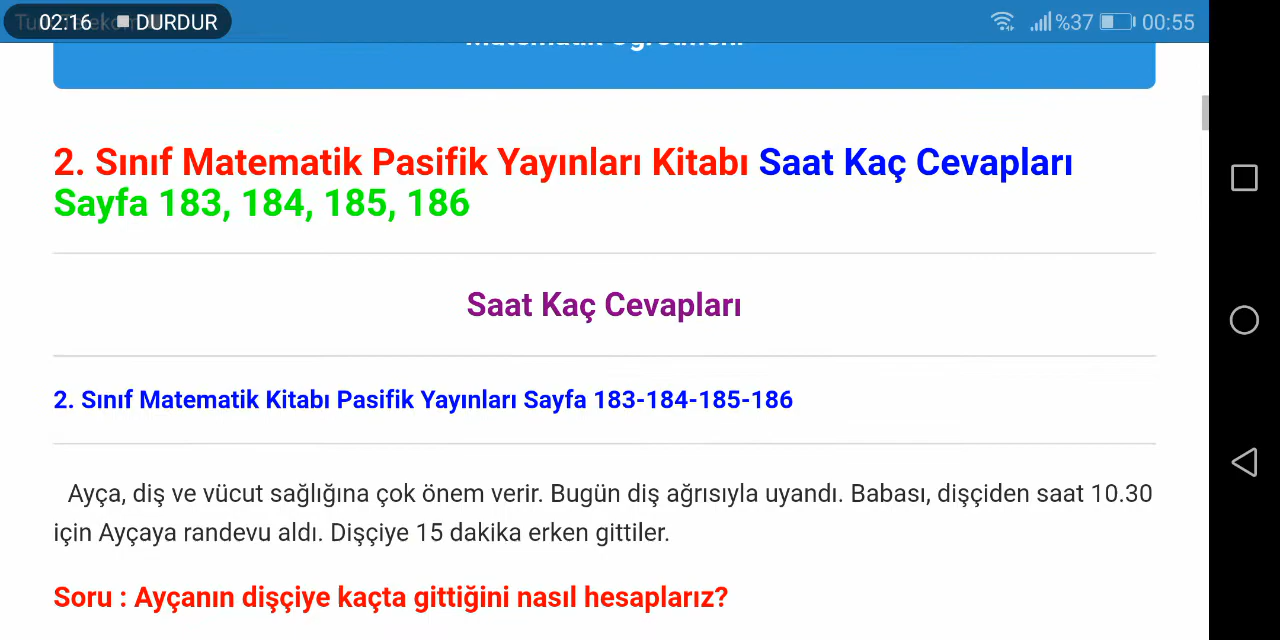 02:16 DURDUR %37 00:55
2. Sınıf Matematik Pasifik Yayınları Kitabı Saat Kaç Cevapları
Sayfa 183, 184, 185, 186
Saat Kaç Cevapları
2. Sınıf Matematik Kitabı Pasifik Yayınları Sayfa 183-184-185-186
Ayça, diş ve vücut sağlığına çok önem verir. Bugün diş ağrısıyla uyandı. Babası, dişçiden saat 10.30
için Ayçaya randevu aldı. Dişçiye 15 dakika erken gittiler.
Soru : Ayçanın dişçiye kaçta gittiğini nasıl hesaplarız?